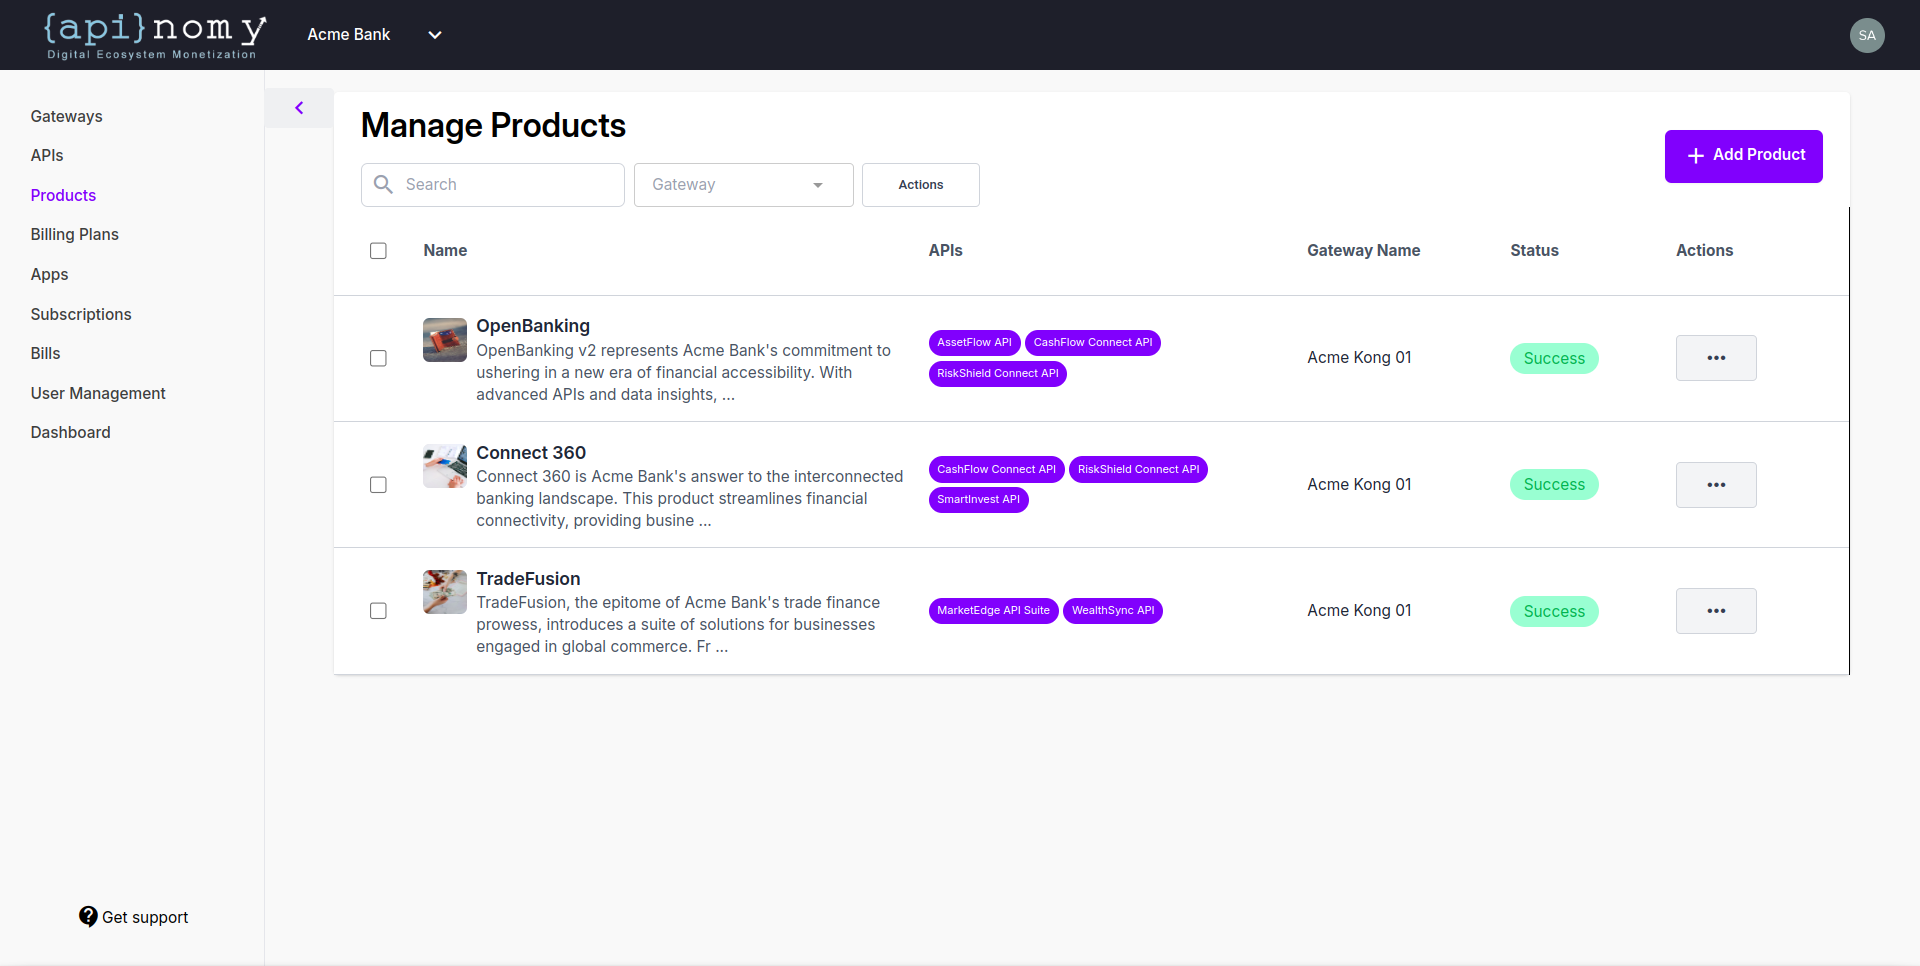 {api}nomy
Digital Ecosystem Monetization
Acme Bank
SA
Gateways
APIs
Products
Billing Plans
Apps
Subscriptions
Bills
User Management
Dashboard
Get support
Manage Products
Search
Gateway
Actions
Add Product
Name APIs Gateway Name Status Actions
OpenBanking
OpenBanking v2 represents Acme Bank's commitment to
ushering in a new era of financial accessibility. With
advanced APIs and data insights, ...
AssetFlow API CashFlow Connect API
RiskShield Connect API
Acme Kong 01
Success
Connect 360
Connect 360 is Acme Bank's answer to the interconnected
banking landscape. This product streamlines financial
connectivity, providing busine ...
CashFlow Connect API RiskShield Connect API
SmartInvest API
Acme Kong 01
Success
TradeFusion
TradeFusion, the epitome of Acme Bank's trade finance
prowess, introduces a suite of solutions for businesses
engaged in global commerce. Fr ...
MarketEdge API Suite WealthSync API
Acme Kong 01
Success